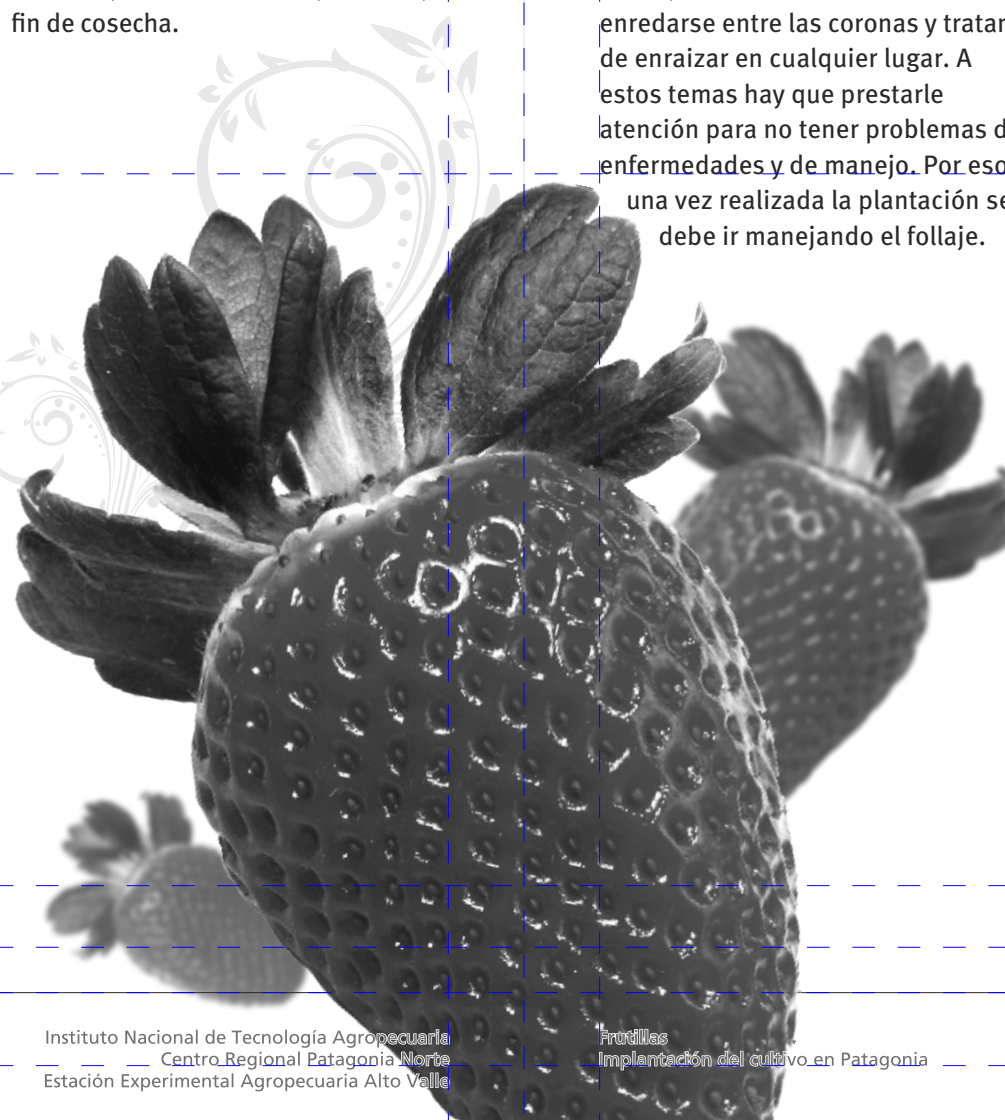 fin de cosecha.
enredarse entre las coronas y tratar
de enraizar en cualquier lugar. A
estos temas hay que prestarle
atención para no tener problemas d
enfermedades y de manejo. Por eso
una vez realizada la plantación se
debe ir manejando el follaje.
Instituto Nacional de Tecnología Agropecuaria
Centro Regional Patagonia Norte
Estación Experimental Agropecuaria Alto Valle
Frutillas
Implantación del cultivo en Patagonia